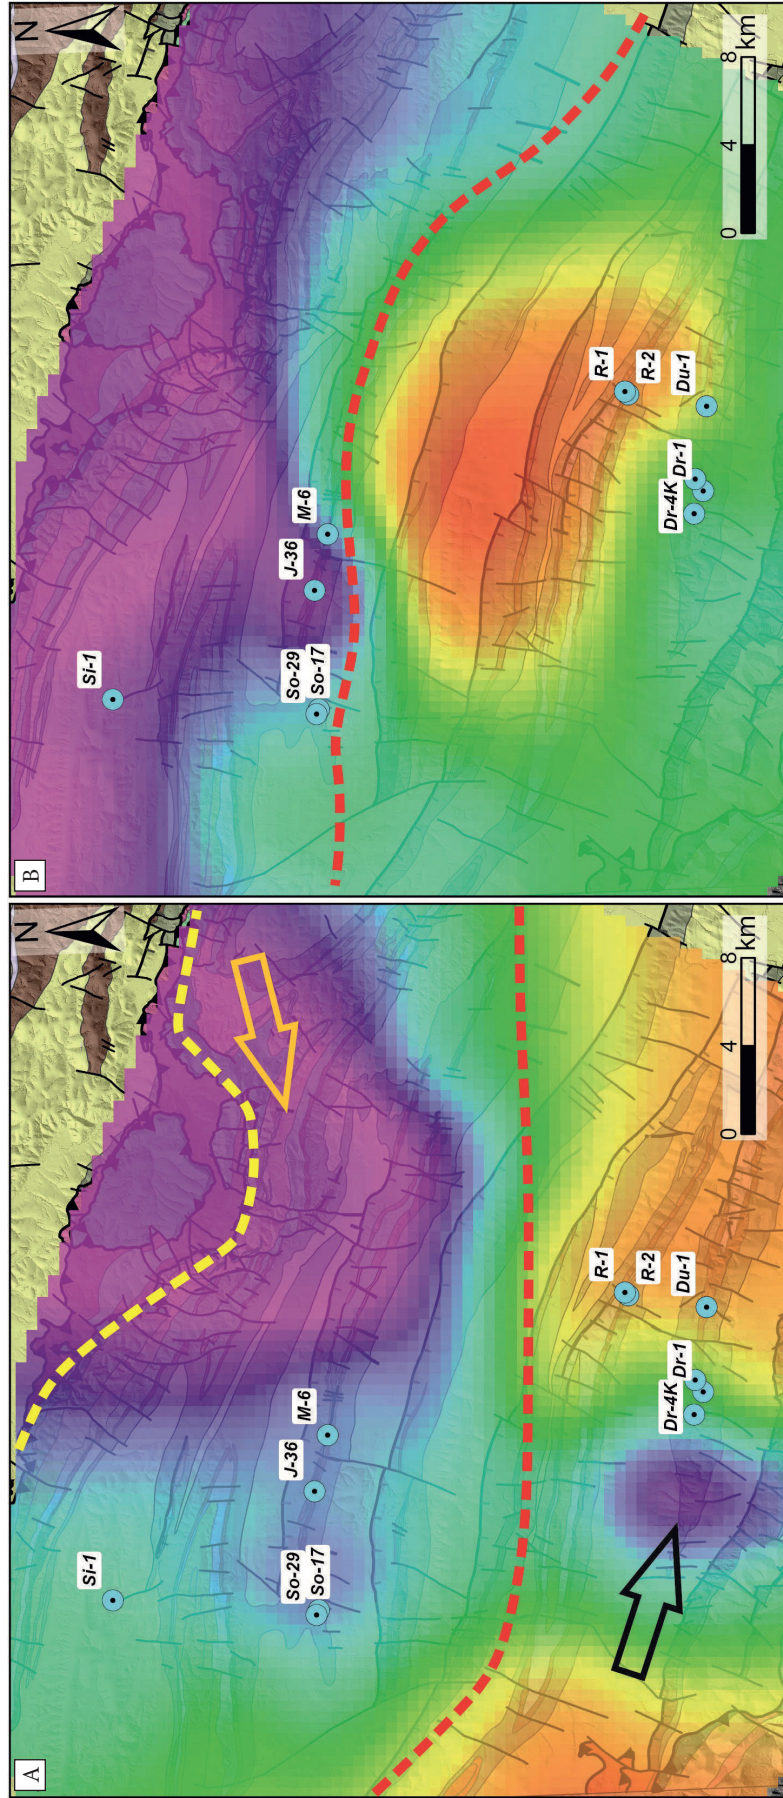 A
N
Si-1
So-29
So-17
J-36
M-6
R-1
R-2
Du-1
Dr-1
Dr-4K
0 4 8
km
B
N
Si-1
So-29
So-17
J-36
M-6
R-1
R-2
Du-1
Dr-1
Dr-4K
0 4 8
km